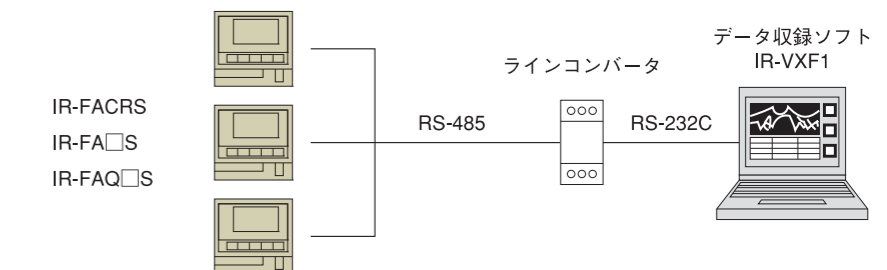 データ収録ソフト
IR-VXF1
ラインコンバータ
IR-FACRS
IR-FA□S
IR-FAQ□S
RS-485
RS-232C